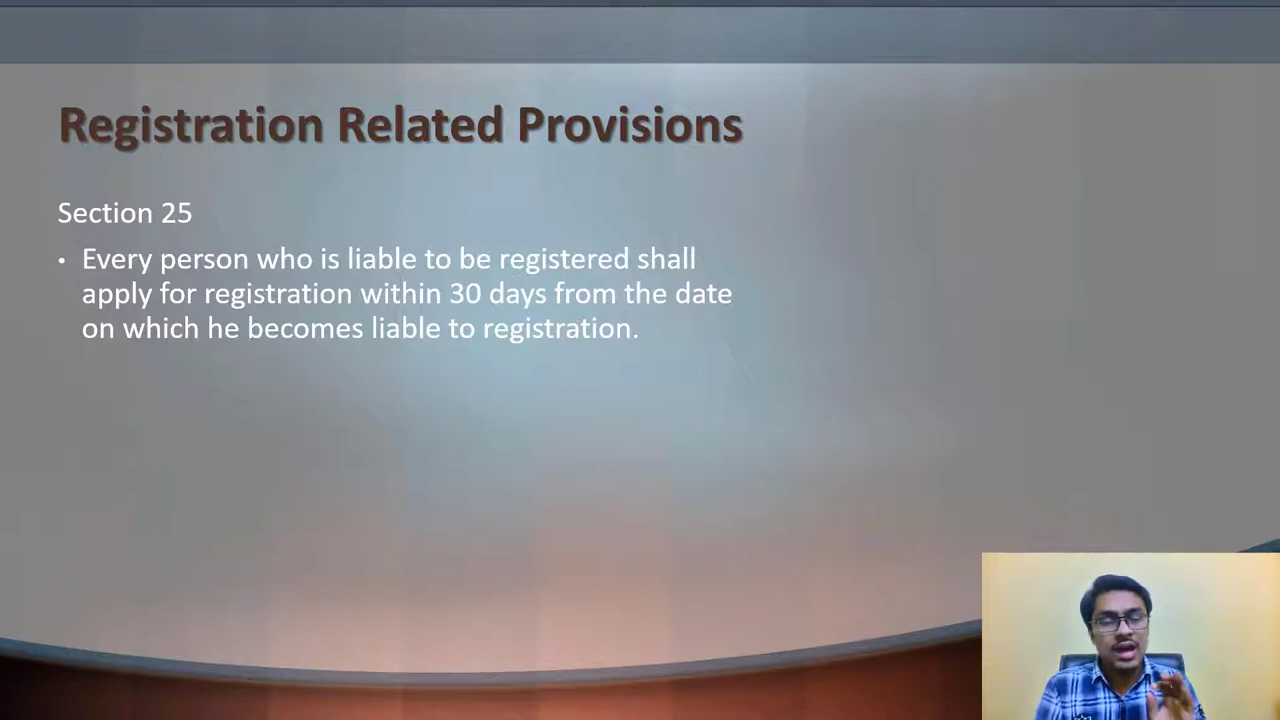 Registration Related Provisions
Section 25
• Every person who is liable to be registered shall
apply for registration within 30 days from the date
on which he becomes liable to registration.